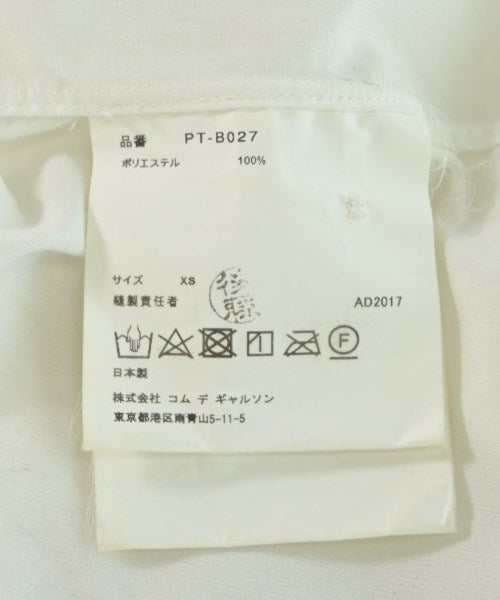 品番 PT-B027
ポリエステル 100%
サイズ XS
縫製責任者 AD2017
F
日本製
株式会社 コム デ ギャルソン
東京都港区南青山5-11-5